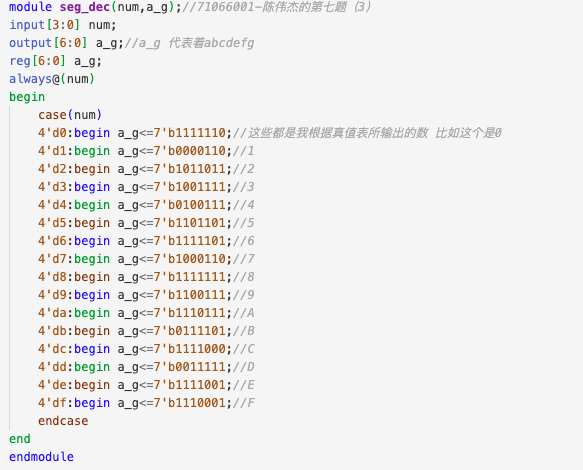 module seg_dec(num,a_g);//71066001-陈伟杰的第七题（3）
input[3:0] num;
output[6:0] a_g;//a_g 代表着abcdefg
reg[6:0] a_g;
always@(num)
begin
    case(num)
    4'd0:begin a_g<=7'b1111110;//这些都是我根据真值表所输出的数 比如这个是0
    4'd1:begin a_g<=7'b0000110;//1
    4'd2:begin a_g<=7'b1011011;//2
    4'd3:begin a_g<=7'b1001111;//3
    4'd4:begin a_g<=7'b0100111;//4
    4'd5:begin a_g<=7'b1101101;//5
    4'd6:begin a_g<=7'b1111101;//6
    4'd7:begin a_g<=7'b1000110;//7
    4'd8:begin a_g<=7'b1111111;//8
    4'd9:begin a_g<=7'b1100111;//9
    4'da:begin a_g<=7'b1110111;//A
    4'db:begin a_g<=7'b0111101;//B
    4'dc:begin a_g<=7'b1111000;//C
    4'dd:begin a_g<=7'b0011111;//D
    4'de:begin a_g<=7'b1111001;//E
    4'df:begin a_g<=7'b1110001;//F
    endcase
end
endmodule